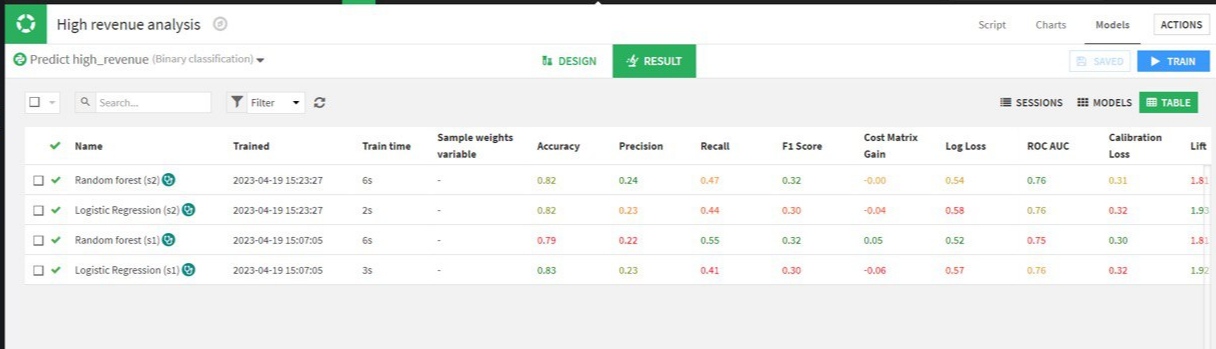 High revenue analysis
Script Charts Models ACTIONS
Predict high_revenue (Binary classification)
DESIGN RESULT
SAVED TRAIN
Search... Filter
SESSIONS MODELS TABLE
Name Trained Train time Sample weights variable Accuracy Precision Recall F1 Score Cost Matrix Gain Log Loss ROC AUC Calibration Loss Lift
Random forest (s2) 2023-04-19 15:23:27 6s - 0.82 0.24 0.47 0.32 -0.00 0.54 0.76 0.31 1.81
Logistic Regression (s2) 2023-04-19 15:23:27 2s - 0.82 0.23 0.44 0.30 -0.04 0.58 0.76 0.32 1.93
Random forest (s1) 2023-04-19 15:07:05 6s - 0.79 0.22 0.55 0.32 0.05 0.52 0.75 0.30 1.81
Logistic Regression (s1) 2023-04-19 15:07:05 3s - 0.83 0.23 0.41 0.30 -0.06 0.57 0.76 0.32 1.92